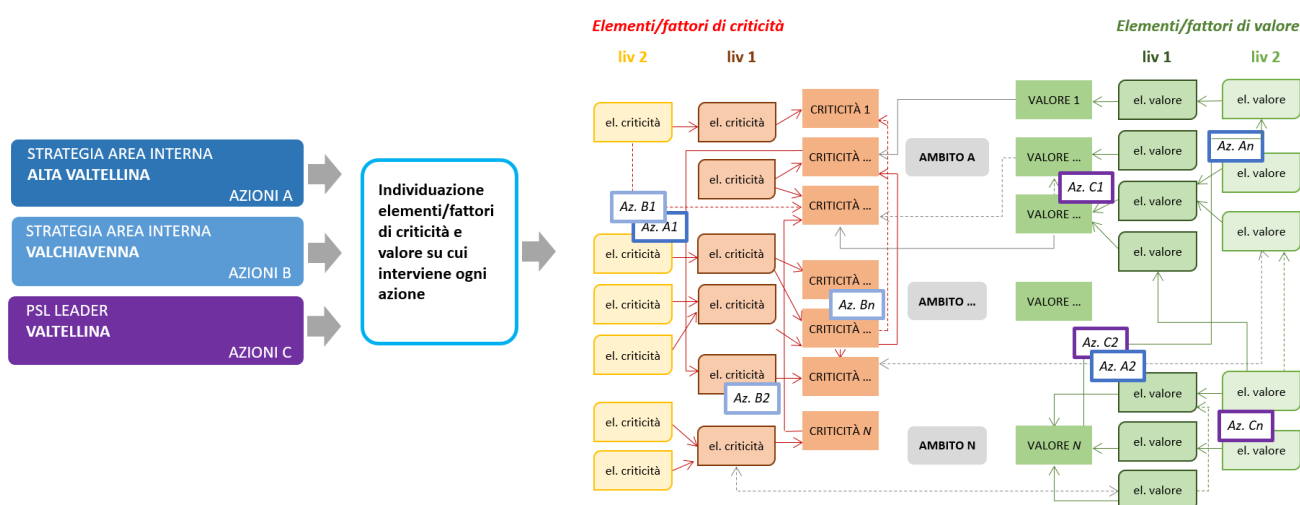 STRATEGIA AREA INTERNA
ALTA VALTELLINA
AZIONI A
STRATEGIA AREA INTERNA
VALCHIAVENNA
AZIONI B
PSL LEADER
VALTELLINA
AZIONI C
Individuazione
elementi/fattori
di criticità e
valore su cui
interviene ogni
azione
Elementi/fattori di criticità
liv 2
liv 1
el. criticità
el. criticità
CRITICITÀ 1
el. criticità
CRITICITÀ ...
CRITICITÀ ...
Az. B1
Az. A1
el. criticità
el. criticità
CRITICITÀ ...
el. criticità
el. criticità
Az. Bn
CRITICITÀ ...
el. criticità
el. criticità
CRITICITÀ ...
Az. B2
el. criticità
el. criticità
CRITICITÀ N
el. criticità
AMBITO A
AMBITO ...
AMBITO N
Elementi/fattori di valore
liv 1
liv 2
VALORE 1
el. valore
el. valore
VALORE ...
el. valore
Az. An
Az. C1
el. valore
el. valore
VALORE ...
el. valore
el. valore
VALORE ...
Az. C2
Az. A2
el. valore
el. valore
Az. Cn
VALORE N
el. valore
el. valore
el. valore